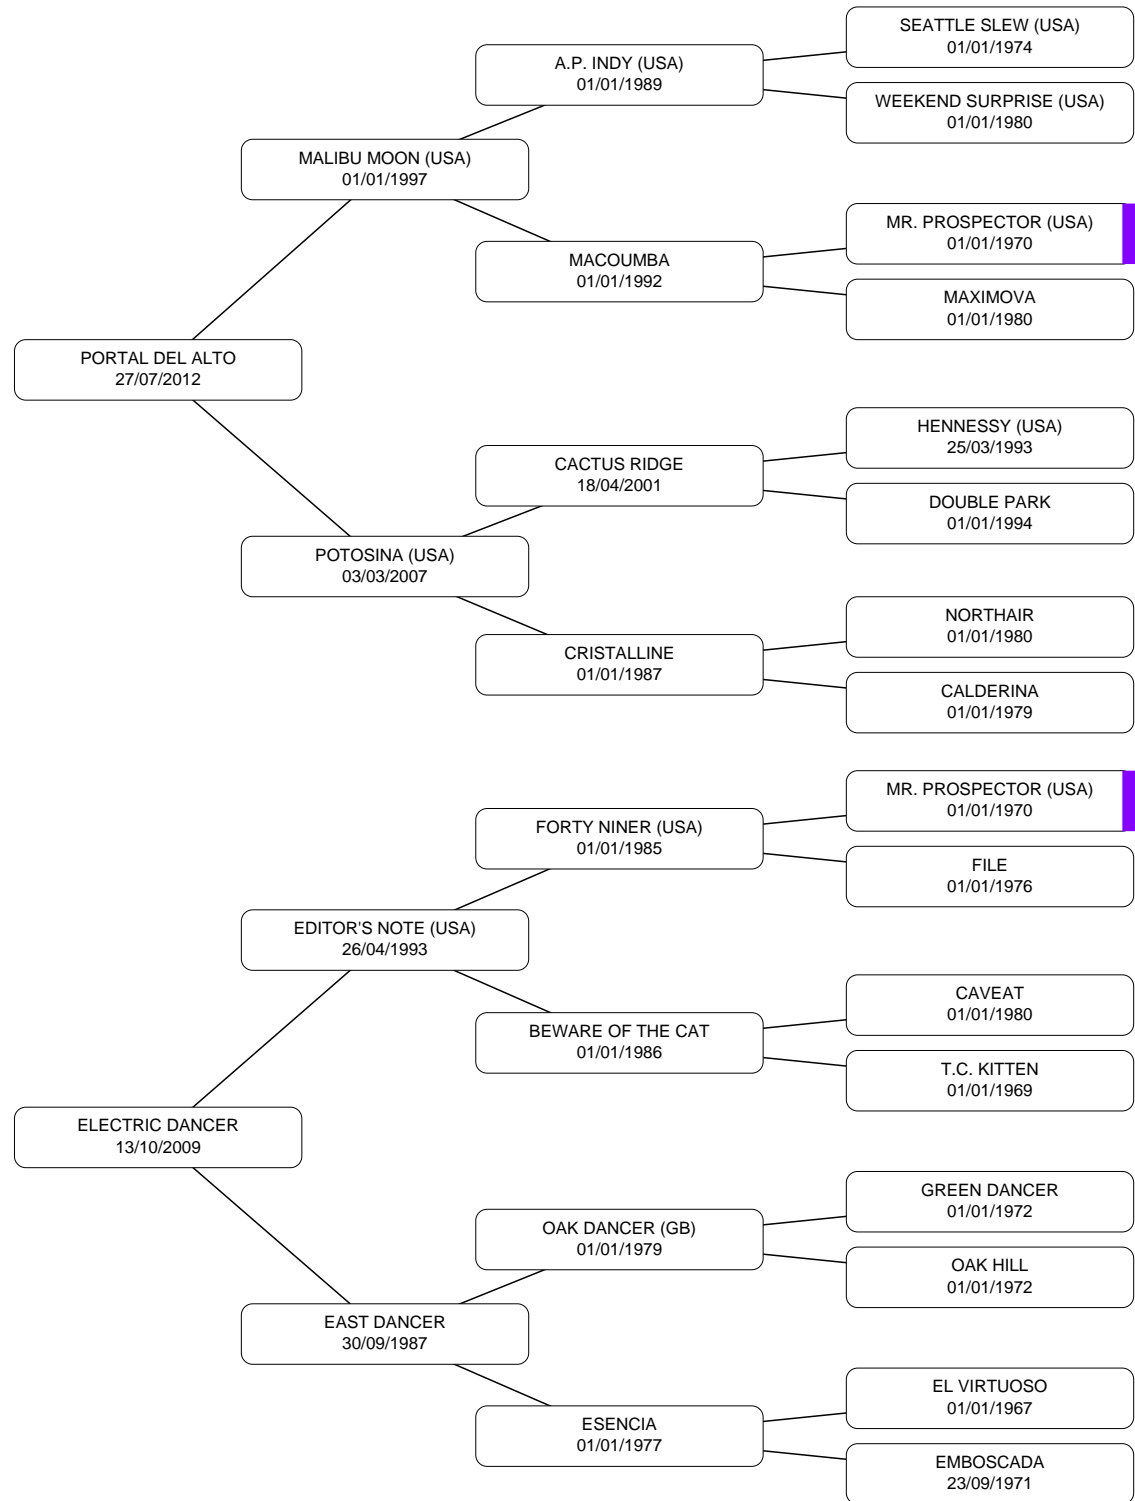 SEATTLE SLEW (USA)
01/01/1974
A.P. INDY (USA)
01/01/1989
WEEKEND SURPRISE (USA)
01/01/1980
MALIBU MOON (USA)
01/01/1997
MR. PROSPECTOR (USA)
01/01/1970
MACOUMBA
01/01/1992
MAXIMOVA
01/01/1980
PORTAL DEL ALTO
27/07/2012
HENNESSY (USA)
25/03/1993
CACTUS RIDGE
18/04/2001
DOUBLE PARK
01/01/1994
POTOSINA (USA)
03/03/2007
NORTHAIR
01/01/1980
CRISTALLINE
01/01/1987
CALDERINA
01/01/1979
MR. PROSPECTOR (USA)
01/01/1970
FORTY NINER (USA)
01/01/1985
FILE
01/01/1976
EDITOR'S NOTE (USA)
26/04/1993
CAVEAT
01/01/1980
BEWARE OF THE CAT
01/01/1986
T.C. KITTEN
01/01/1969
ELECTRIC DANCER
13/10/2009
GREEN DANCER
01/01/1972
OAK DANCER (GB)
01/01/1979
OAK HILL
01/01/1972
EAST DANCER
30/09/1987
EL VIRTUOSO
01/01/1967
ESENCIA
01/01/1977
EMBOSCADA
23/09/1971